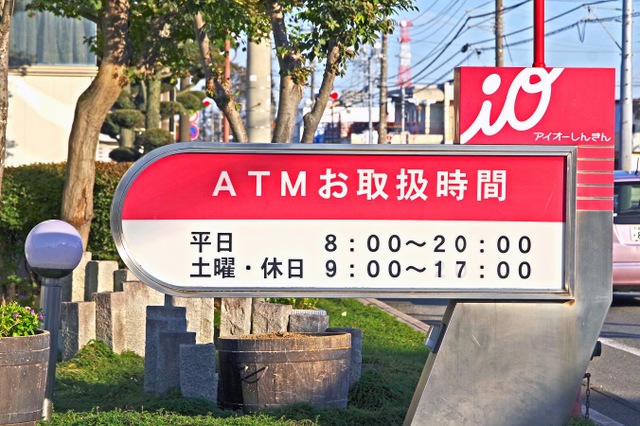 iO
アイオーしんきん
ATMお取扱時間
平日 8:00〜20:00
土曜・休日 9:00〜17:00